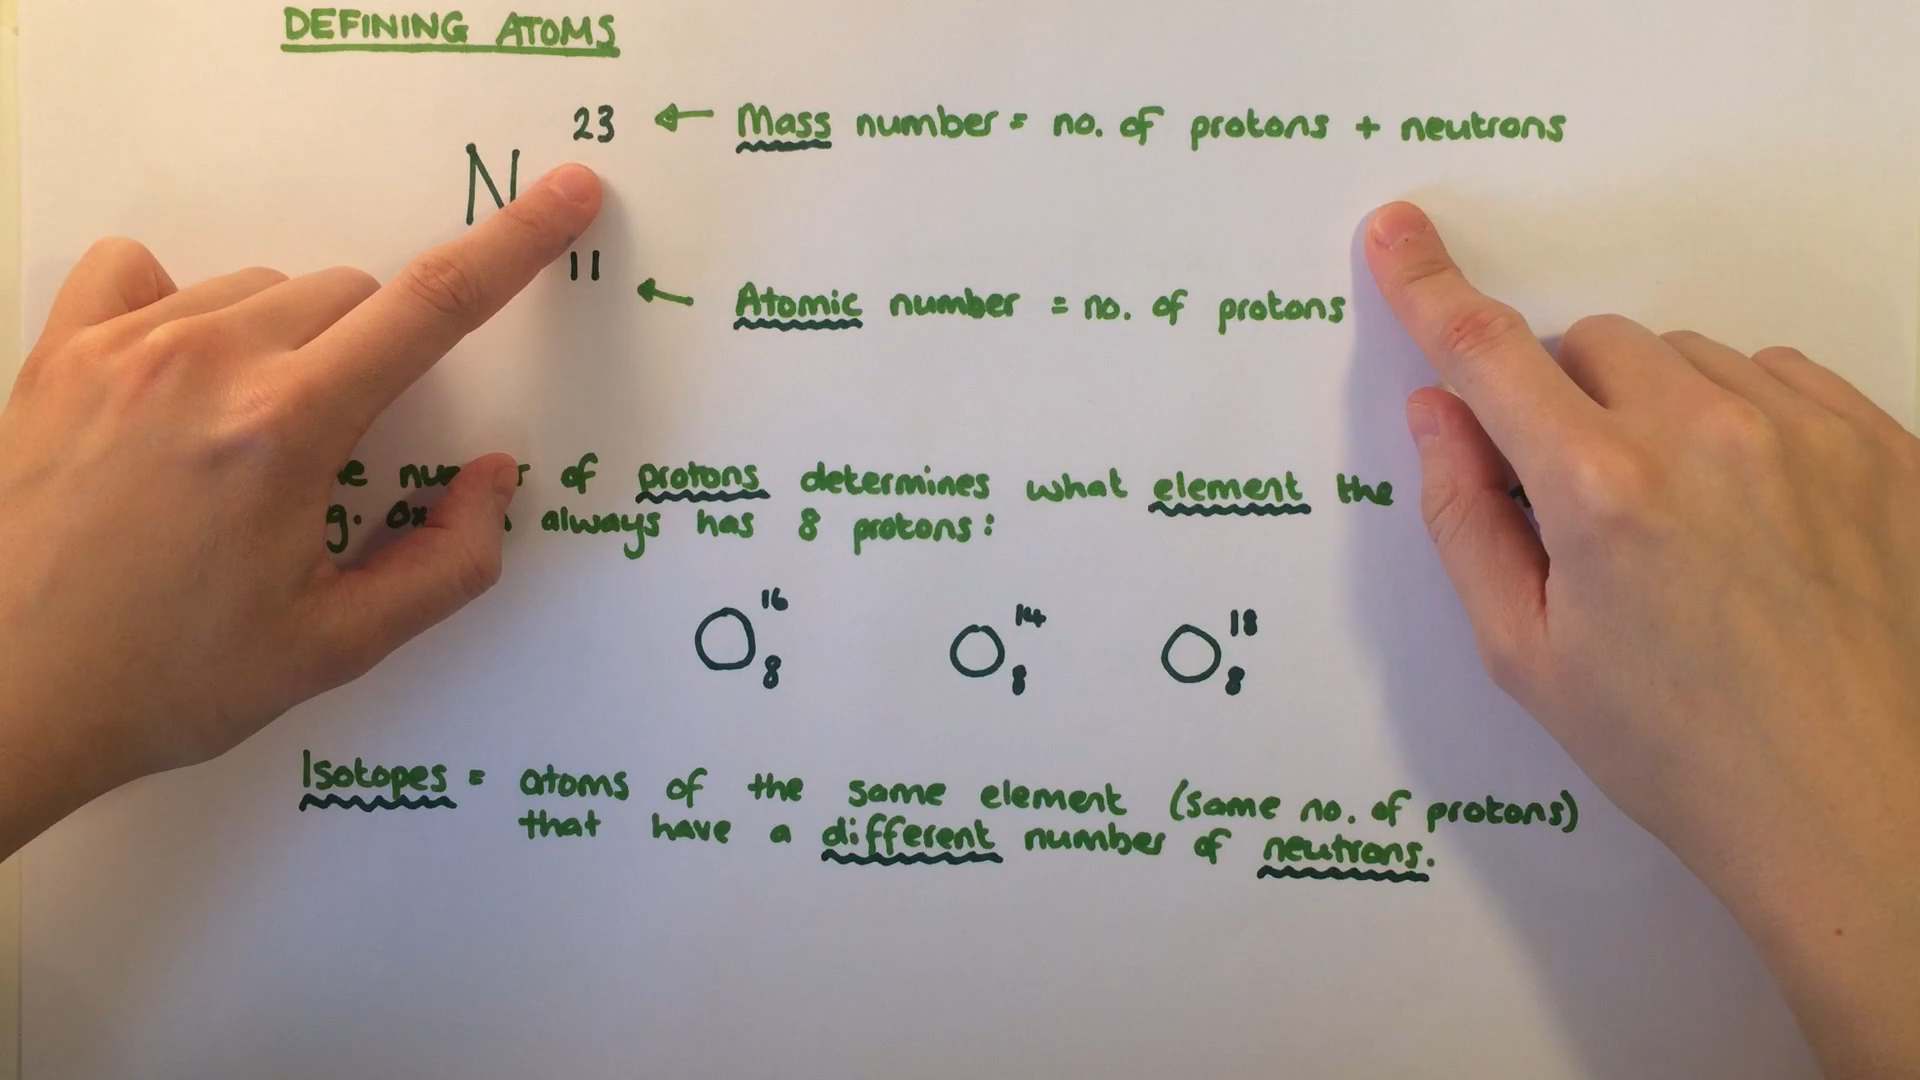 DEFINING ATOMS
23 ← Mass number = no. of protons + neutrons
N
11 ← Atomic number = no. of protons
of protons determines what element the
always has 8 protons:
O 16 8 O 14 8 O 18 8
Isotopes = atoms of the same element (same no. of protons)
that have a different number of neutrons.